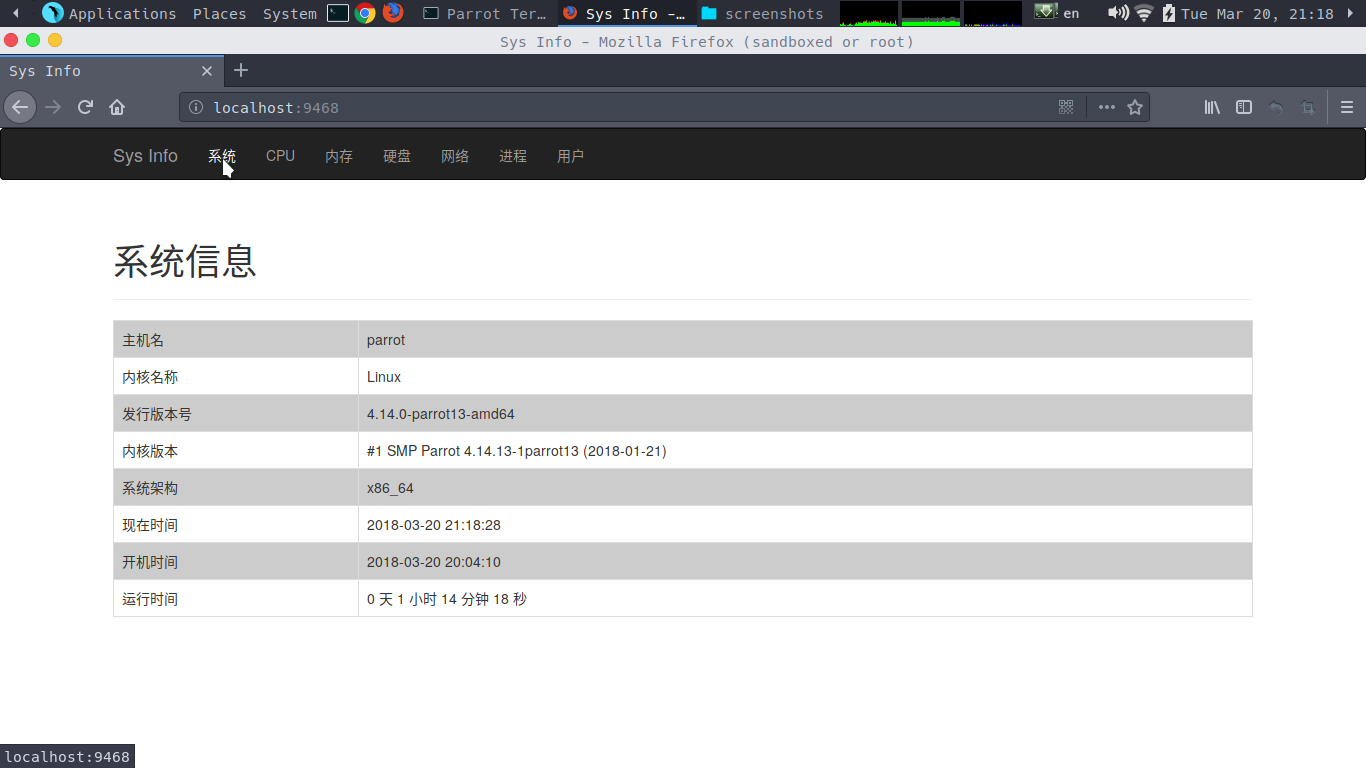 Applications Places System Parrot Ter… Sys Info -… screenshots en Tue Mar 20, 21:18
Sys Info - Mozilla Firefox (sandboxed or root)
Sys Info
localhost:9468
Sys Info 系统 CPU 内存 硬盘 网络 进程 用户
系统信息
主机名 parrot
内核名称 Linux
发行版本号 4.14.0-parrot13-amd64
内核版本 #1 SMP Parrot 4.14.13-1parrot13 (2018-01-21)
系统架构 x86_64
现在时间 2018-03-20 21:18:28
开机时间 2018-03-20 20:04:10
运行时间 0 天 1 小时 14 分钟 18 秒
localhost:9468